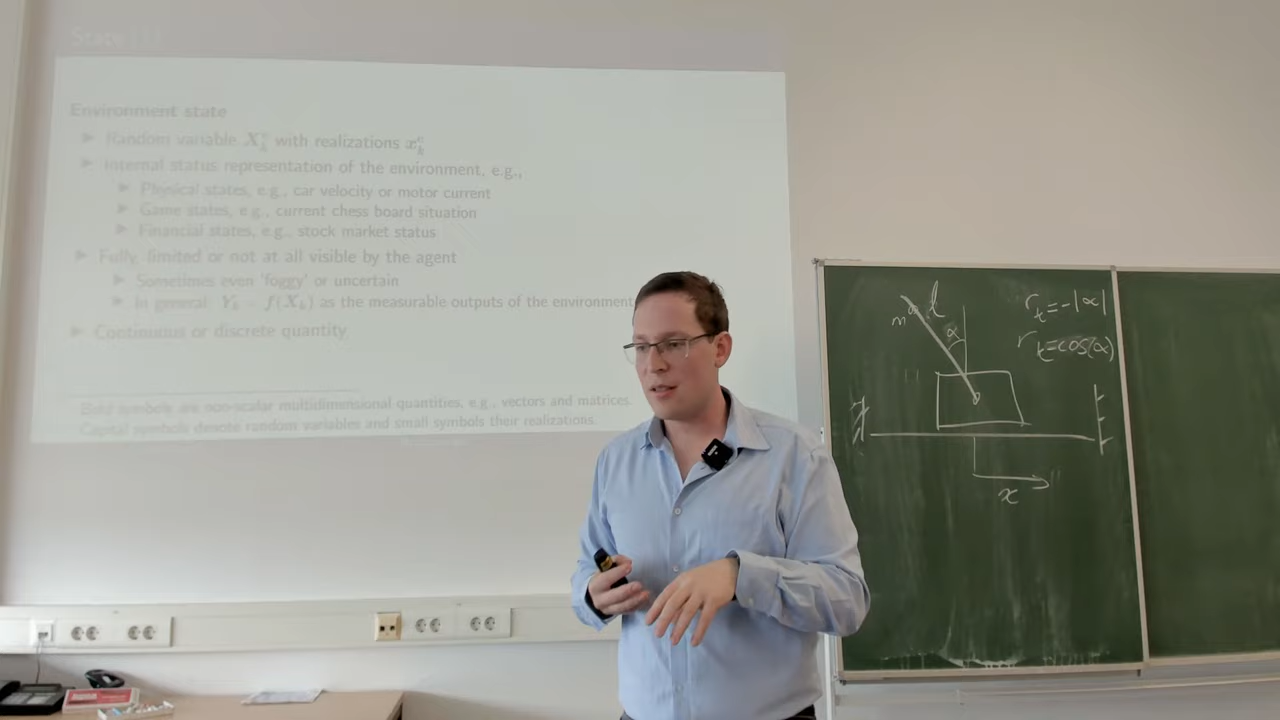 State (1)
Environment state
▶ Random variable X_k^e with realizations x_k^e
▶ Internal status representation of the environment, e.g.,
▶ Physical states, e.g., car velocity or motor current
▶ Game states, e.g., current chess board situation
▶ Financial states, e.g., stock market status
▶ Fully, limited or not at all visible by the agent
▶ Sometimes even 'foggy' or uncertain
▶ In general: Y_k = f(X_k) as the measurable outputs of the environment
▶ Continuous or discrete quantity
Bold symbols are non-scalar multidimensional quantities, e.g., vectors and matrices.
Capital symbols denote random variables and small symbols their realizations.
m l
α
r_t=-|α|
r_t=cos(α)
x